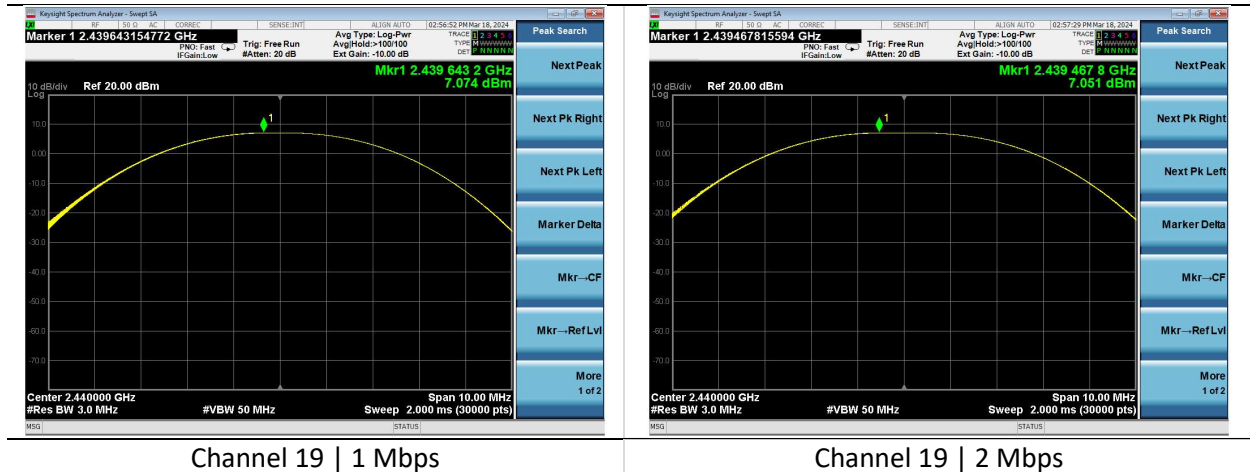 Keysight Spectrum Analyzer - Swept SA
RF 50 Ω AC CORREC SENSE:INT ALIGN AUTO 02:56:52 PM Mar 18, 2024
Marker 1 2.439643154772 GHz
PNO: Fast
IFGain:Low
Trig: Free Run
#Atten: 20 dB
Avg Type: Log-Pwr
Avg|Hold:>100/100
Ext Gain: -10.00 dB
TRACE 1 2 3 4 5 6
TYPE M WWWWW
DET P NNNNN
Mkr1 2.439 643 2 GHz
7.074 dBm
10 dB/div Ref 20.00 dBm
Log
10.0
0.00
-10.0
-20.0
-30.0
-40.0
-50.0
-60.0
-70.0
Center 2.440000 GHz Span 10.00 MHz
#Res BW 3.0 MHz #VBW 50 MHz Sweep 2.000 ms (30000 pts)
MSG STATUS
Peak Search
Next Peak
Next Pk Right
Next Pk Left
Marker Delta
Mkr→CF
Mkr→Ref Lvl
More
1 of 2
Channel 19 | 1 Mbps
Keysight Spectrum Analyzer - Swept SA
RF 50 Ω AC CORREC SENSE:INT ALIGN AUTO 02:57:29 PM Mar 18, 2024
Marker 1 2.439467815594 GHz
PNO: Fast
IFGain:Low
Trig: Free Run
#Atten: 20 dB
Avg Type: Log-Pwr
Avg|Hold:>100/100
Ext Gain: -10.00 dB
TRACE 1 2 3 4 5 6
TYPE M WWWWW
DET P NNNNN
Mkr1 2.439 467 8 GHz
7.051 dBm
10 dB/div Ref 20.00 dBm
Log
10.0
0.00
-10.0
-20.0
-30.0
-40.0
-50.0
-60.0
-70.0
Center 2.440000 GHz Span 10.00 MHz
#Res BW 3.0 MHz #VBW 50 MHz Sweep 2.000 ms (30000 pts)
MSG STATUS
Peak Search
Next Peak
Next Pk Right
Next Pk Left
Marker Delta
Mkr→CF
Mkr→Ref Lvl
More
1 of 2
Channel 19 | 2 Mbps